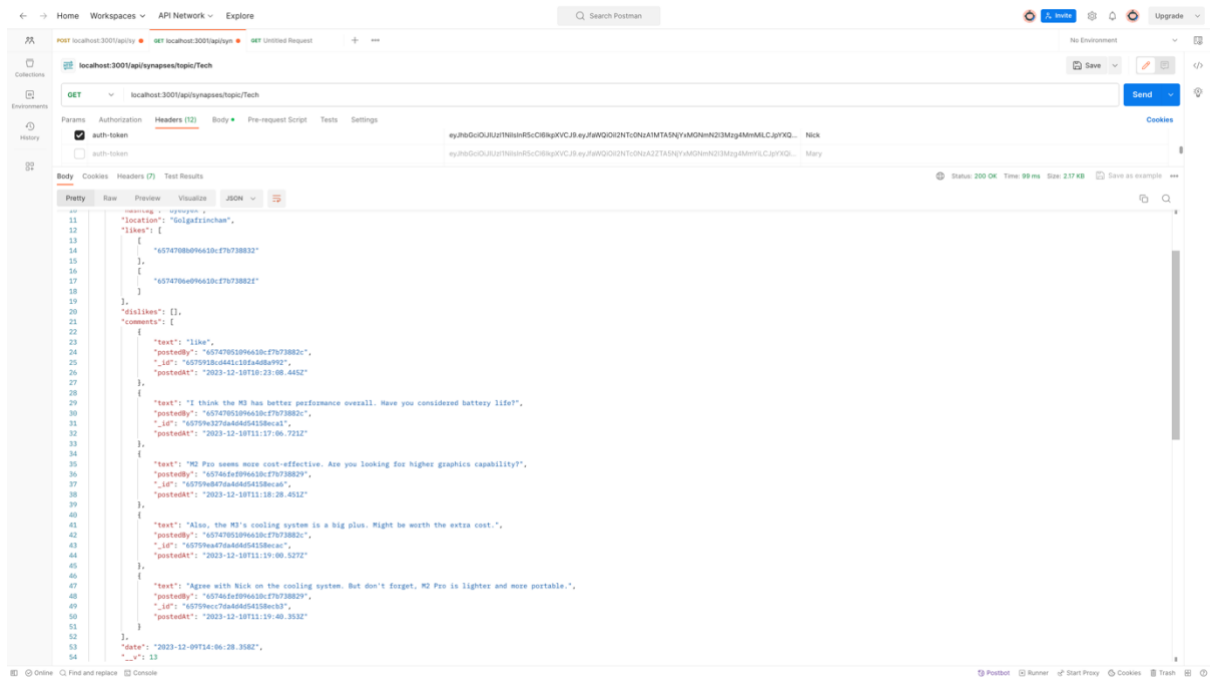 Home Workspaces API Network Explore Search Postman Invite Upgrade
POST localhost:3001/api/sy GET localhost:3001/api/syn GET Untitled Request No Environment
Collections
Environments
History
localhost:3001/api/synapses/topic/Tech Save
GET localhost:3001/api/synapses/topic/Tech Send
Params Authorization Headers (12) Body Pre-request Script Tests Settings Cookies
auth-token Nick
auth-token Mary
Body Cookies Headers (7) Test Results Status: 200 OK Time: 99 ms Size: 2.17 KB Save as example
Pretty Raw Preview Visualize JSON
11 "location": "Golgafrincham",
12 "likes": [
13 [
14 "6574708b096610cf7b738832"
15 ],
16 [
17 "6574706e096610cf7b73882f"
18 ]
19 ],
20 "dislikes": [],
21 "comments": [
22 {
23 "text": "like",
24 "postedBy": "65747051096610cf7b73882c",
25 "_id": "6575918cd441c10fa4d8a992",
26 "postedAt": "2023-12-10T10:23:08.445Z"
27 },
28 {
29 "text": "I think the M3 has better performance overall. Have you considered battery life?",
30 "postedBy": "65747051096610cf7b73882c",
31 "_id": "65759e327da4d4d54158eca1",
32 "postedAt": "2023-12-10T11:17:06.721Z"
33 },
34 {
35 "text": "M2 Pro seems more cost-effective. Are you looking for higher graphics capability?",
36 "postedBy": "65746fef096610cf7b738829",
37 "_id": "65759e847da4d4d54158eca6",
38 "postedAt": "2023-12-10T11:18:28.451Z"
39 },
40 {
41 "text": "Also, the M3's cooling system is a big plus. Might be worth the extra cost.",
42 "postedBy": "65747051096610cf7b73882c",
43 "_id": "65759ea47da4d4d54158ecac",
44 "postedAt": "2023-12-10T11:19:00.527Z"
45 },
46 {
47 "text": "Agree with Nick on the cooling system. But don't forget, M2 Pro is lighter and more portable.",
48 "postedBy": "65746fef096610cf7b738829",
49 "_id": "65759ecc7da4d4d54158ecb3",
50 "postedAt": "2023-12-10T11:19:40.353Z"
51 }
52 ],
53 "date": "2023-12-09T14:06:28.358Z",
54 "__v": 13
Online Find and replace Console Postbot Runner Start Proxy Cookies Trash